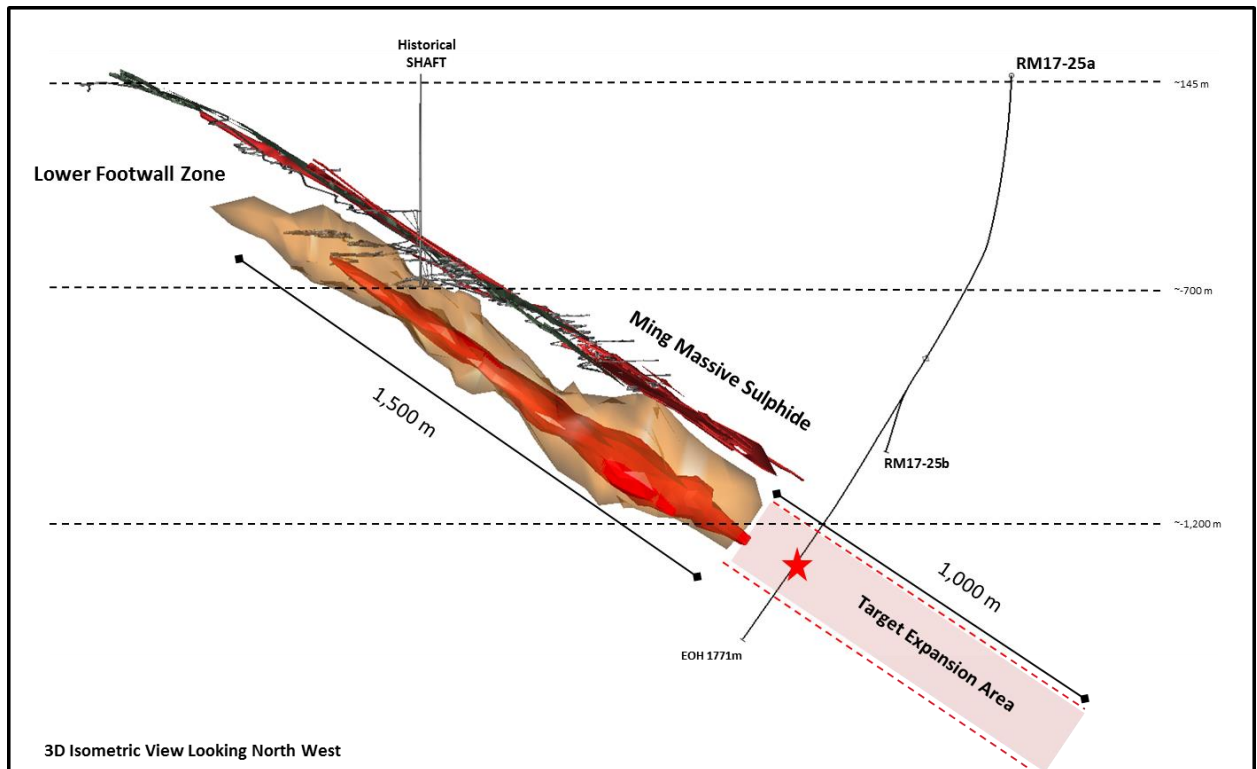 Historical
SHAFT
RM17-25a
~145 m
Lower Footwall Zone
~-700 m
Ming Massive Sulphide
1,500 m
RM17-25b
~-1,200 m
1,000 m
Target Expansion Area
EOH 1771m
3D Isometric View Looking North West